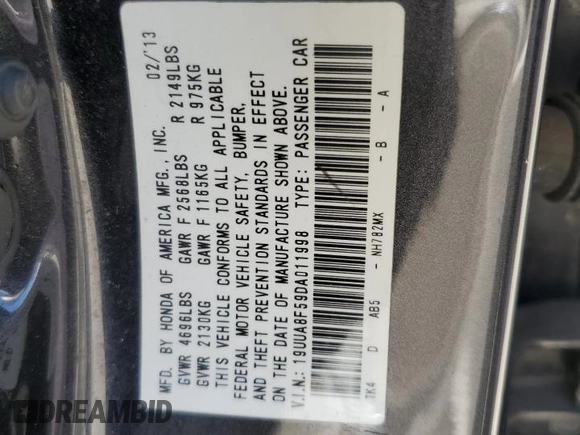 MFD. BY HONDA OF AMERICA MFG., INC. 02/'13
GVWR 4696LBS GAWR F 2568LBS R 2149LBS
GVWR 2130KG GAWR F 1165KG R 975KG
THIS VEHICLE CONFORMS TO ALL APPLICABLE
FEDERAL MOTOR VEHICLE SAFETY, BUMPER,
AND THEFT PREVENTION STANDARDS IN EFFECT
ON THE DATE OF MANUFACTURE SHOWN ABOVE.
V.I.N.: 19UUA8F59DA011998 TYPE: PASSENGER CAR
TK4 D AB5 - NH782MX - B - A
DREAMBID